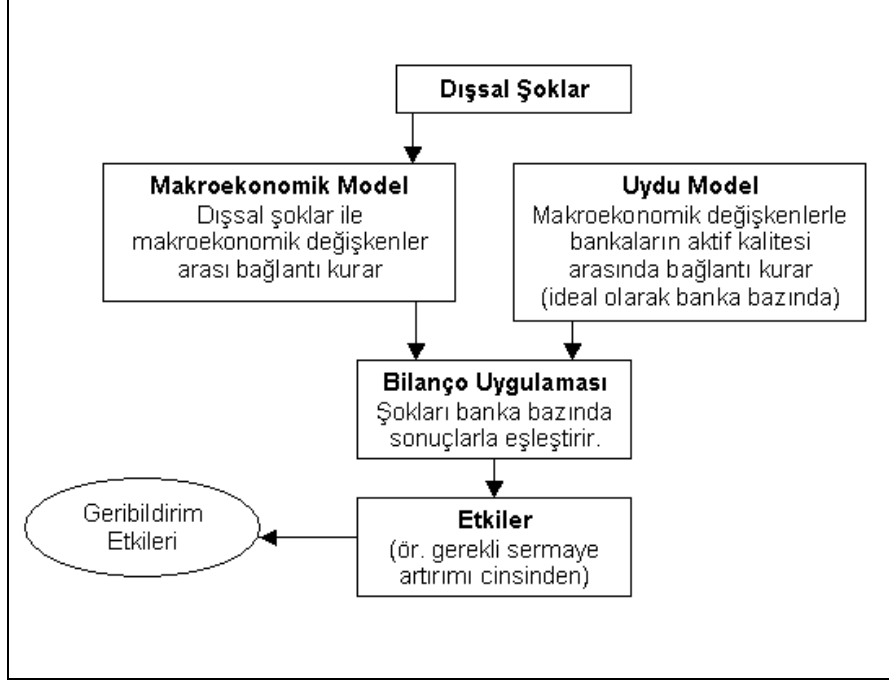 Dışsal Şoklar
Makroekonomik Model
Dışsal şoklar ile
makroekonomik değişkenler
arası bağlantı kurar
Uydu Model
Makroekonomik değişkenlerle
bankaların aktif kalitesi
arasında bağlantı kurar
(ideal olarak banka bazında)
Bilanço Uygulaması
Şokları banka bazında
sonuçlarla eşleştirir.
Etkiler
(ör. gerekli sermaye
artırımı cinsinden)
Geribildirim
Etkileri